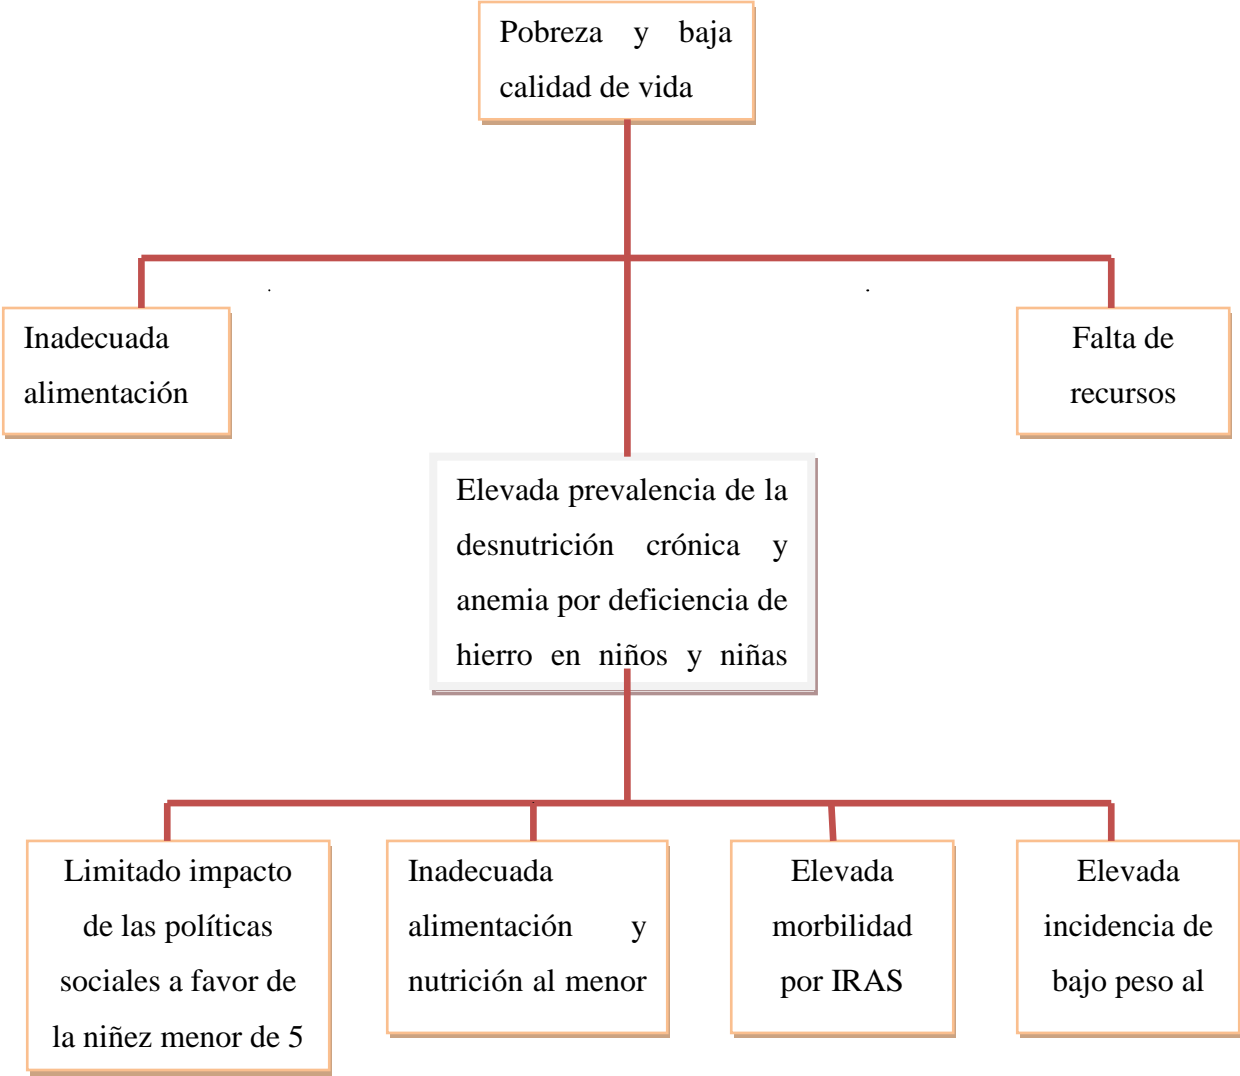 Pobreza y baja
calidad de vida
Inadecuada
alimentación
Falta de
recursos
Elevada prevalencia de la
desnutrición crónica y
anemia por deficiencia de
hierro en niños y niñas
Limitado impacto
de las políticas
sociales a favor de
la niñez menor de 5
Inadecuada
alimentación y
nutrición al menor
Elevada
morbilidad
por IRAS
Elevada
incidencia de
bajo peso al